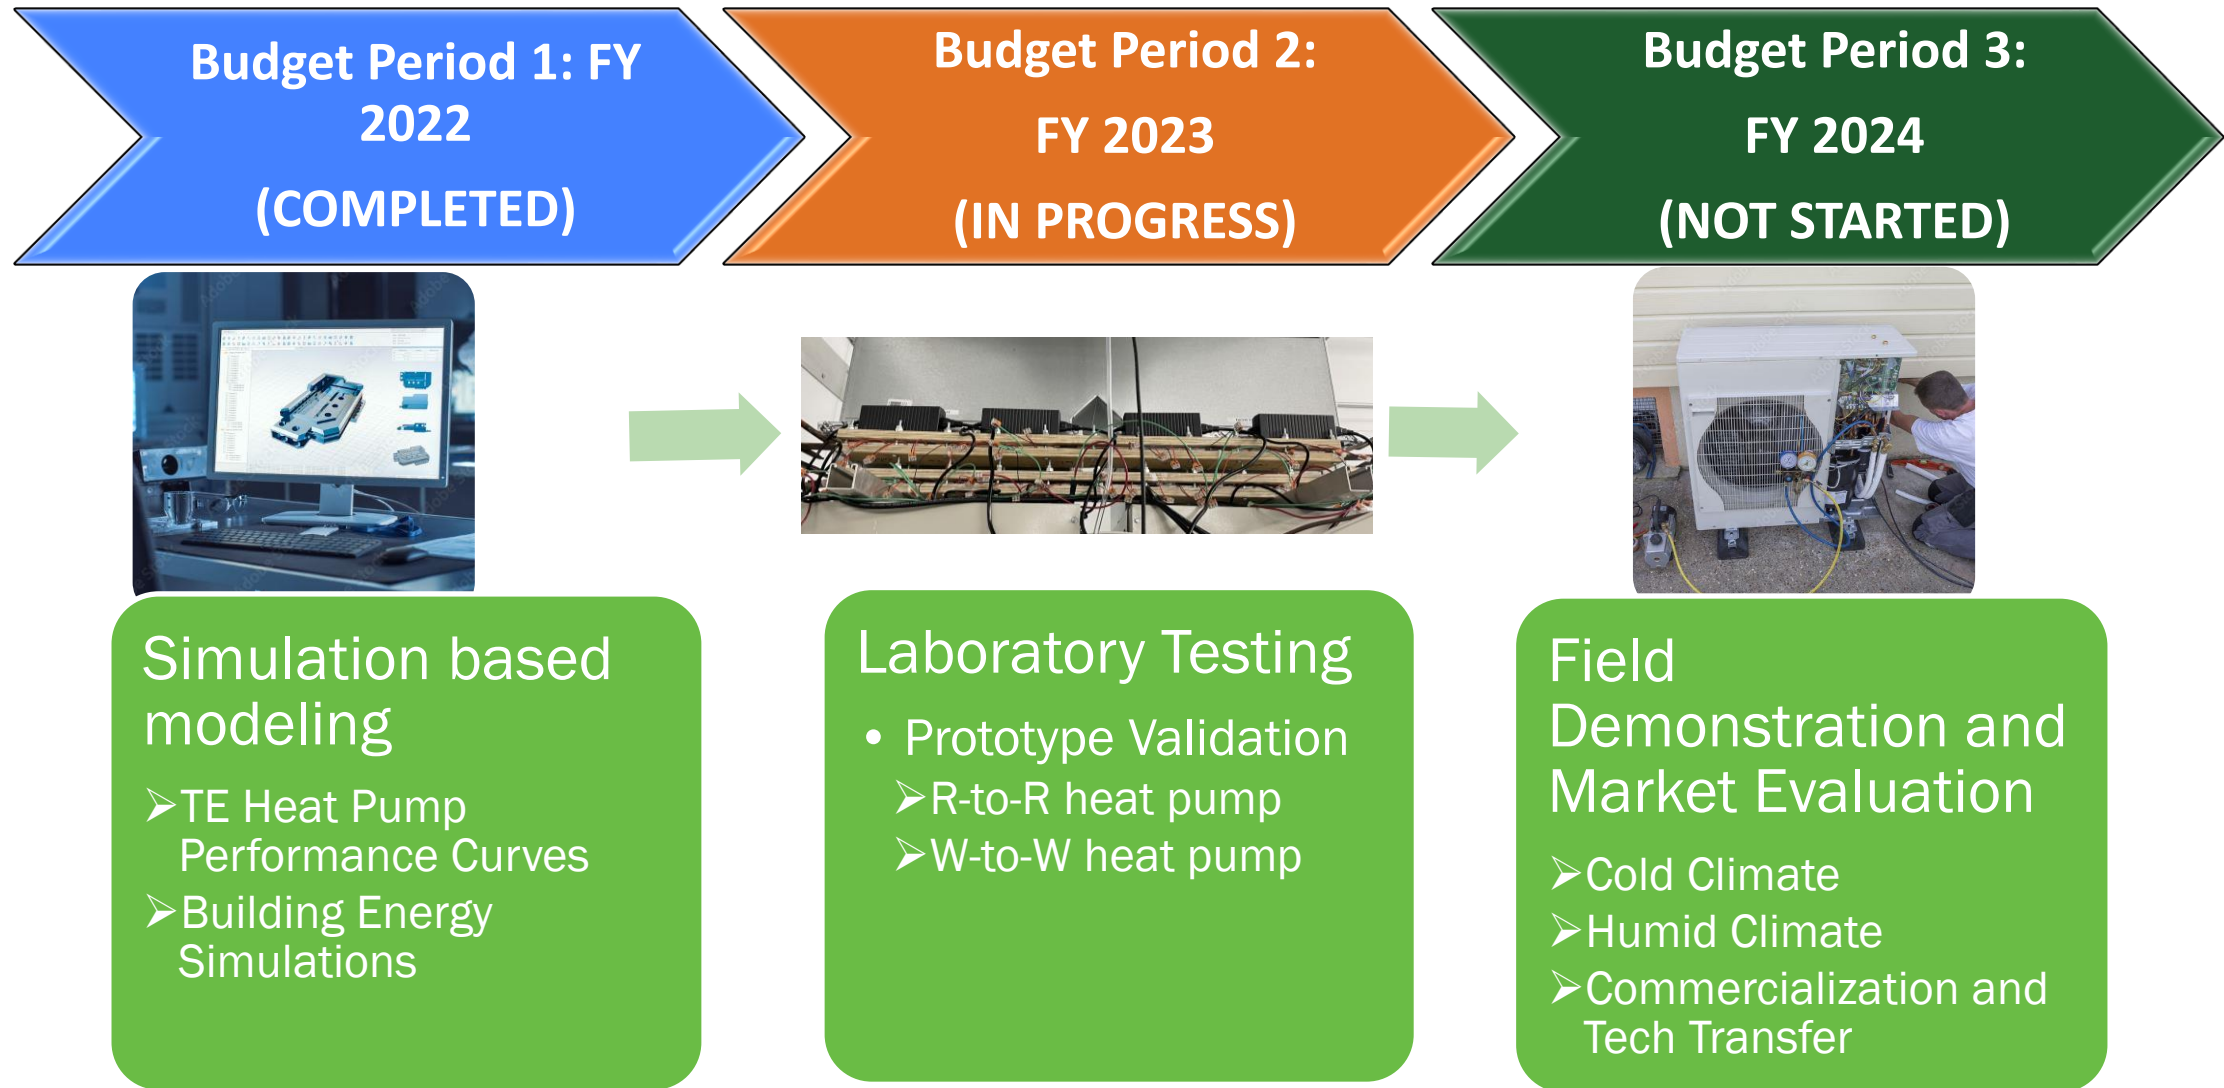 Budget Period 1: FY
2022
(COMPLETED)
Budget Period 2:
FY 2023
(IN PROGRESS)
Budget Period 3:
FY 2024
(NOT STARTED)
Simulation based
modeling
➢TE Heat Pump
Performance Curves
➢Building Energy
Simulations
Laboratory Testing
• Prototype Validation
➢R-to-R heat pump
➢W-to-W heat pump
Field
Demonstration and
Market Evaluation
➢Cold Climate
➢Humid Climate
➢Commercialization and
Tech Transfer